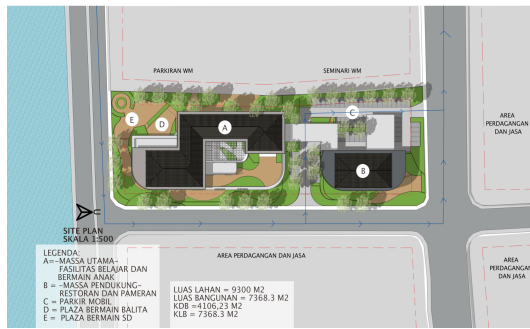 PARKIRAN WM
SEMINARI WM
E
D
A
C
B
AREA
PERDAGANGAN
DAN JASA
SITE PLAN
SKALA 1:500
LEGENDA:
A=-MASSA UTAMA-
FASILITAS BELAJAR DAN
BERMAIN ANAK
B = -MASSA PENDUKUNG-
RESTORAN DAN PAMERAN
C = PARKIR MOBIL
D = PLAZA BERMAIN BALITA
E = PLAZA BERMAIN SD
LUAS LAHAN = 9300 M2
LUAS BANGUNAN = 7368.3 M2
KDB =4106,23 M2
KLB = 7368.3 M2
AREA PERDAGANGAN DAN JASA
AREA
PERDAGANGAN
DAN JASA